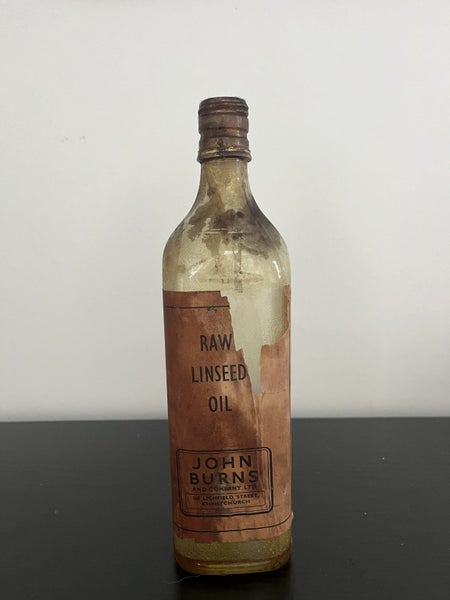 RAW
LINSEED
OIL
JOHN
BURNS
AND COMPANY LTD
LICHFIELD STREET,
CHRISTCHURCH